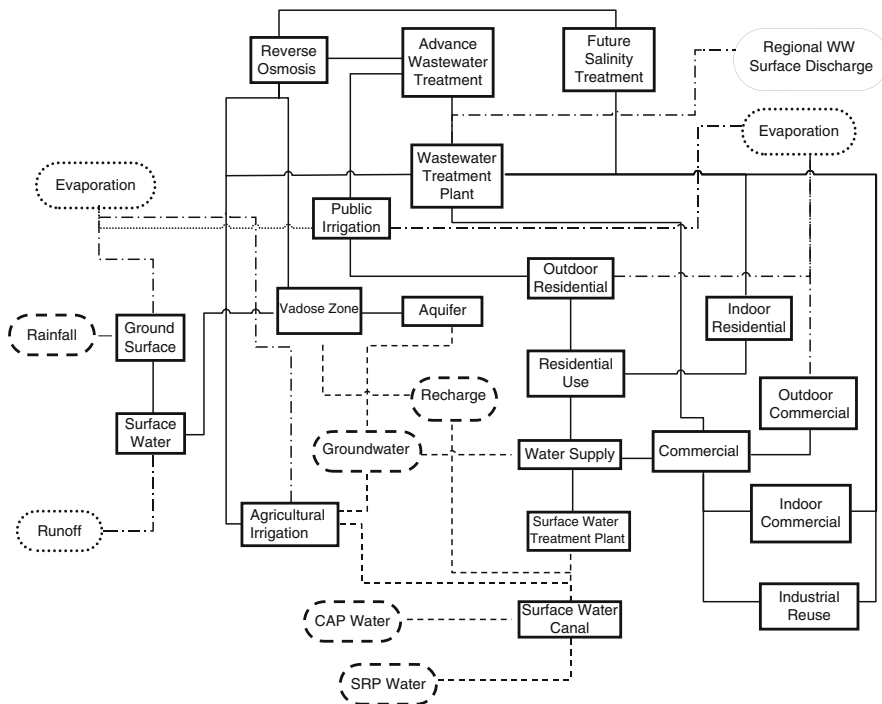 Reverse
Osmosis
Advance
Wastewater
Treatment
Future
Salinity
Treatment
Regional WW
Surface Discharge
Evaporation
Wastewater
Treatment
Plant
Evaporation
Public
Irrigation
Outdoor
Residential
Vadose Zone
Aquifer
Indoor
Residential
Rainfall
Ground
Surface
Residential
Use
Recharge
Outdoor
Commercial
Surface
Water
Groundwater
Water Supply
Commercial
Runoff
Agricultural
Irrigation
Surface Water
Treatment Plant
Indoor
Commercial
CAP Water
Surface Water
Canal
Industrial
Reuse
SRP Water